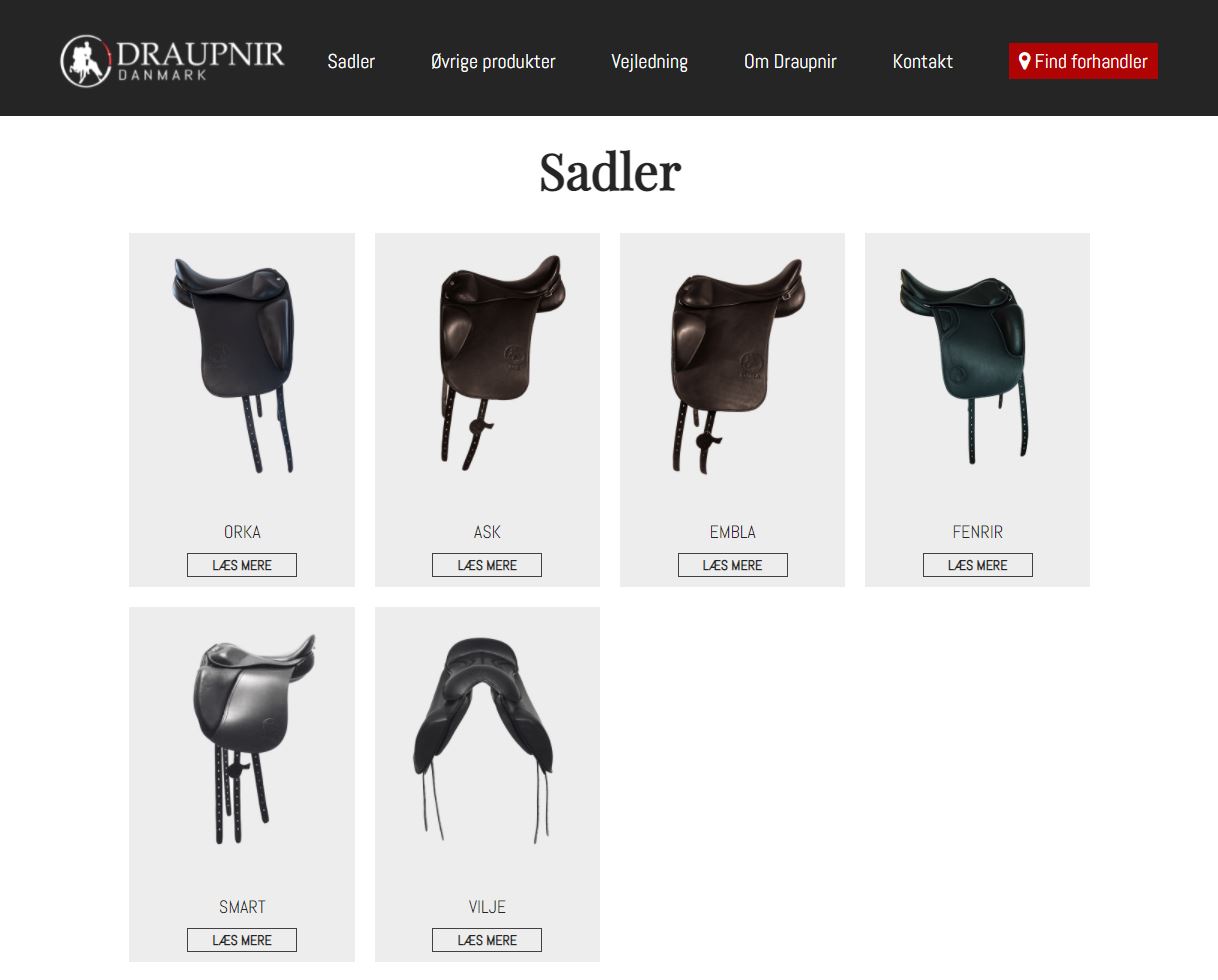 DRAUPNIR
DANMARK
Sadler
Øvrige produkter
Vejledning
Om Draupnir
Kontakt
Find forhandler
Sadler
ORKA
ASK
EMBLA
FENRIR
LÆS MERE
LÆS MERE
LÆS MERE
LÆS MERE
SMART
VILJE
LÆS MERE
LÆS MERE